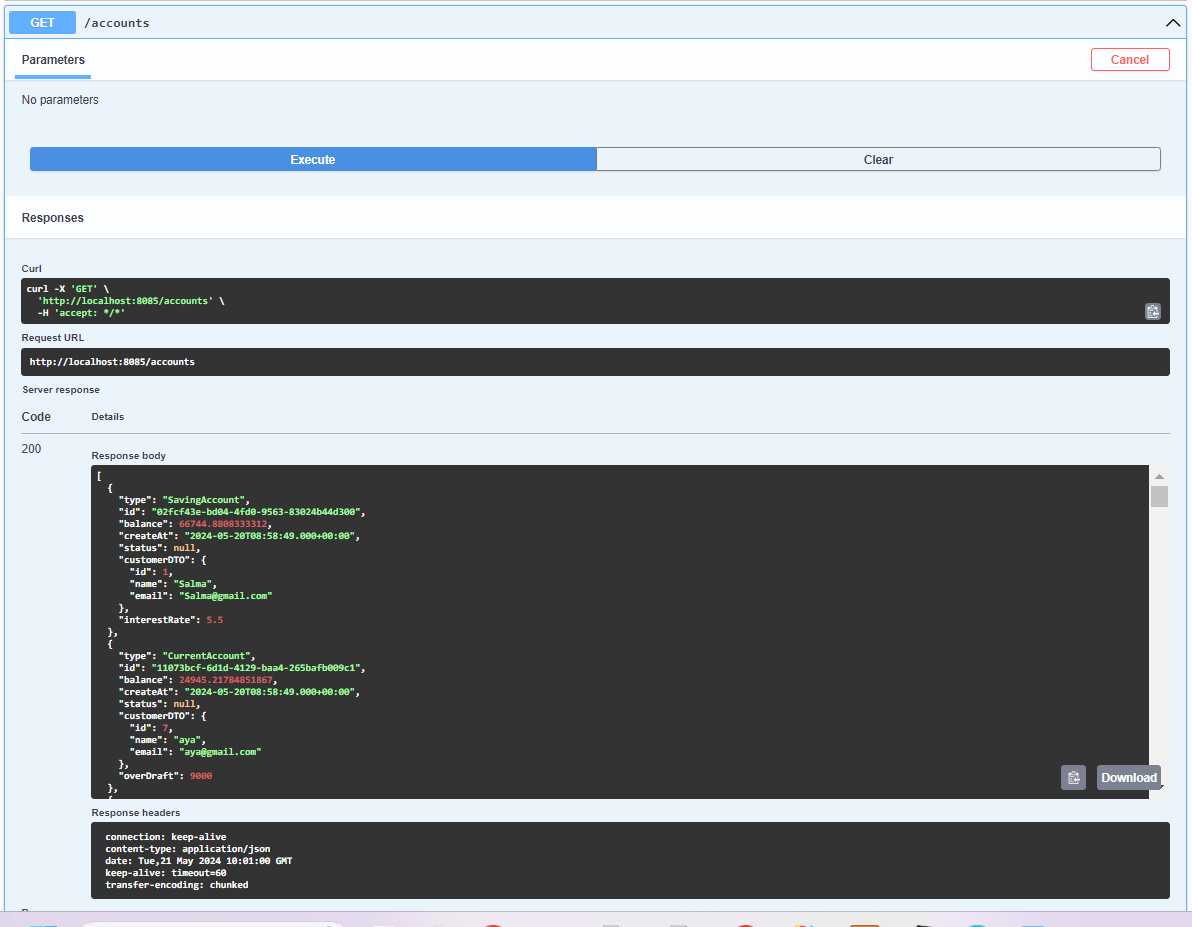 GET /accounts
Parameters
Cancel
No parameters
Execute
Clear
Responses
Curl
curl -X 'GET' \
  'http://localhost:8085/accounts' \
  -H 'accept: */*'
Request URL
http://localhost:8085/accounts
Server response
Code Details
200
Response body
[
  {
    "type": "SavingAccount",
    "id": "02fcf43e-bd04-4fd0-9563-83024b44d300",
    "balance": 66744.8808333312,
    "createAt": "2024-05-20T08:58:49.000+00:00",
    "status": null,
    "customerDTO": {
      "id": 1,
      "name": "Salma",
      "email": "Salma@gmail.com"
    },
    "interestRate": 5.5
  },
  {
    "type": "CurrentAccount",
    "id": "11073bcf-6d1d-4129-baa4-265bafb009c1",
    "balance": 24945.21784851867,
    "createAt": "2024-05-20T08:58:49.000+00:00",
    "status": null,
    "customerDTO": {
      "id": 7,
      "name": "aya",
      "email": "aya@gmail.com"
    },
    "overDraft": 9000
  },
Download
Response headers
connection: keep-alive
content-type: application/json
date: Tue,21 May 2024 10:01:00 GMT
keep-alive: timeout=60
transfer-encoding: chunked